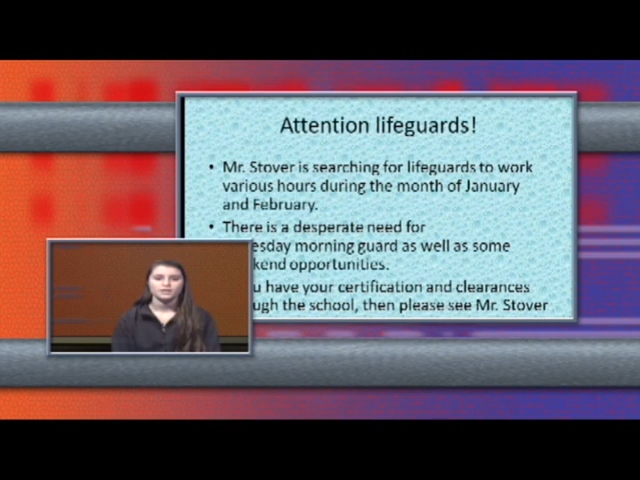 Attention lifeguards!
• Mr. Stover is searching for lifeguards to work
various hours during the month of January
and February.
• There is a desperate need for
esday morning guard as well as some
kend opportunities.
u have your certification and clearances
ugh the school, then please see Mr. Stover